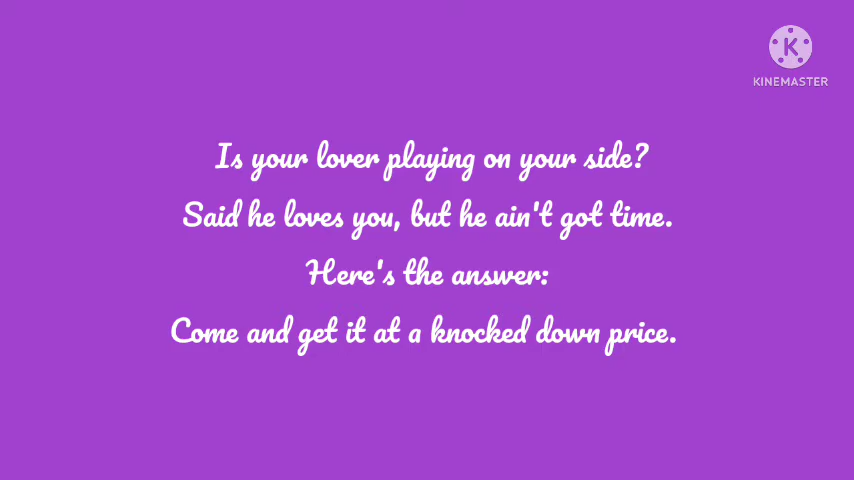 KINEMASTER
Is your lover playing on your side?
Said he loves you, but he ain't got time.
Here's the answer:
Come and get it at a knocked down price.